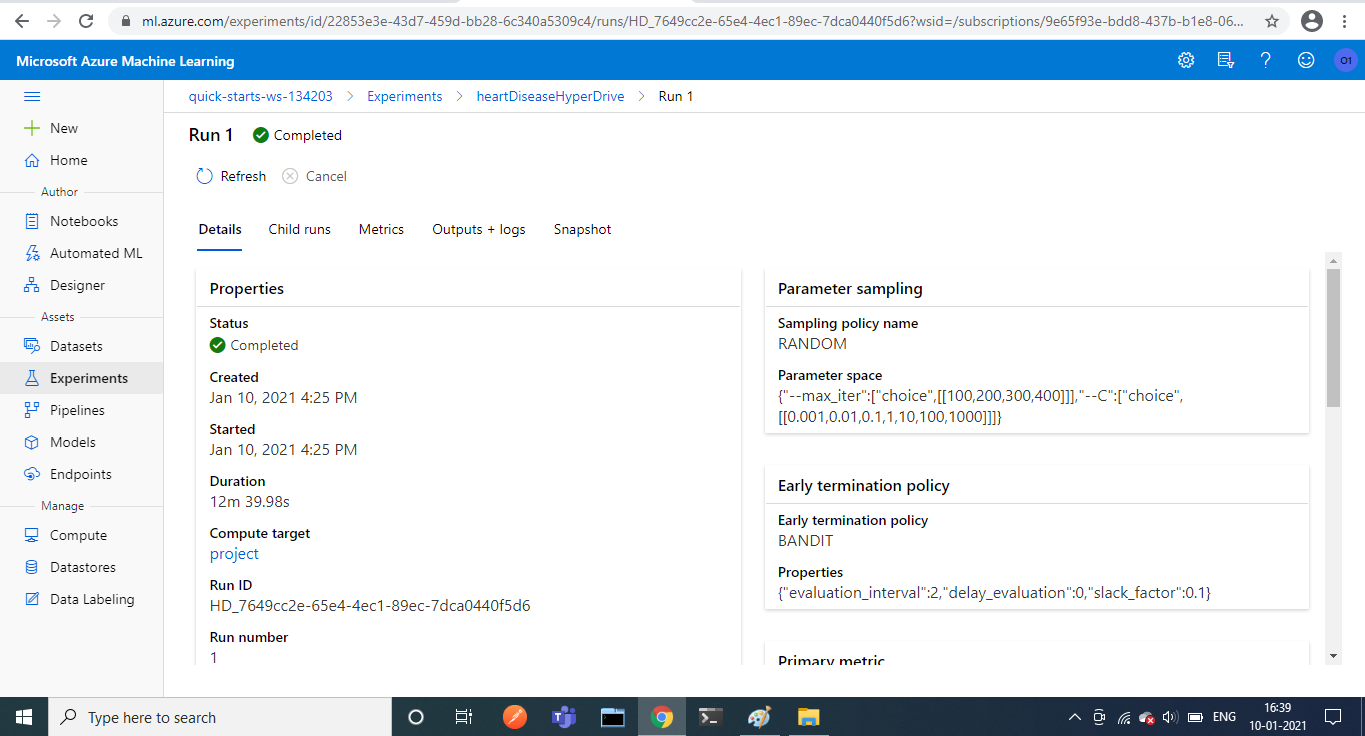 ml.azure.com/experiments/id/22853e3e-43d7-459d-bb28-6c340a5309c4/runs/HD_7649cc2e-65e4-4ec1-89ec-7dca0440f5d6?wsid=/subscriptions/9e65f93e-bdd8-437b-b1e8-06...
Microsoft Azure Machine Learning
O1
quick-starts-ws-134203 > Experiments > heartDiseaseHyperDrive > Run 1
New
Home
Author
Notebooks
Automated ML
Designer
Assets
Datasets
Experiments
Pipelines
Models
Endpoints
Manage
Compute
Datastores
Data Labeling
Run 1 Completed
Refresh Cancel
Details Child runs Metrics Outputs + logs Snapshot
Properties
Status
Completed
Created
Jan 10, 2021 4:25 PM
Started
Jan 10, 2021 4:25 PM
Duration
12m 39.98s
Compute target
project
Run ID
HD_7649cc2e-65e4-4ec1-89ec-7dca0440f5d6
Run number
1
Parameter sampling
Sampling policy name
RANDOM
Parameter space
{"--max_iter":["choice",[[100,200,300,400]]],"--C":["choice",
[[0.001,0.01,0.1,1,10,100,1000]]]}
Early termination policy
Early termination policy
BANDIT
Properties
{"evaluation_interval":2,"delay_evaluation":0,"slack_factor":0.1}
Primary metric
Type here to search
ENG
16:39
10-01-2021